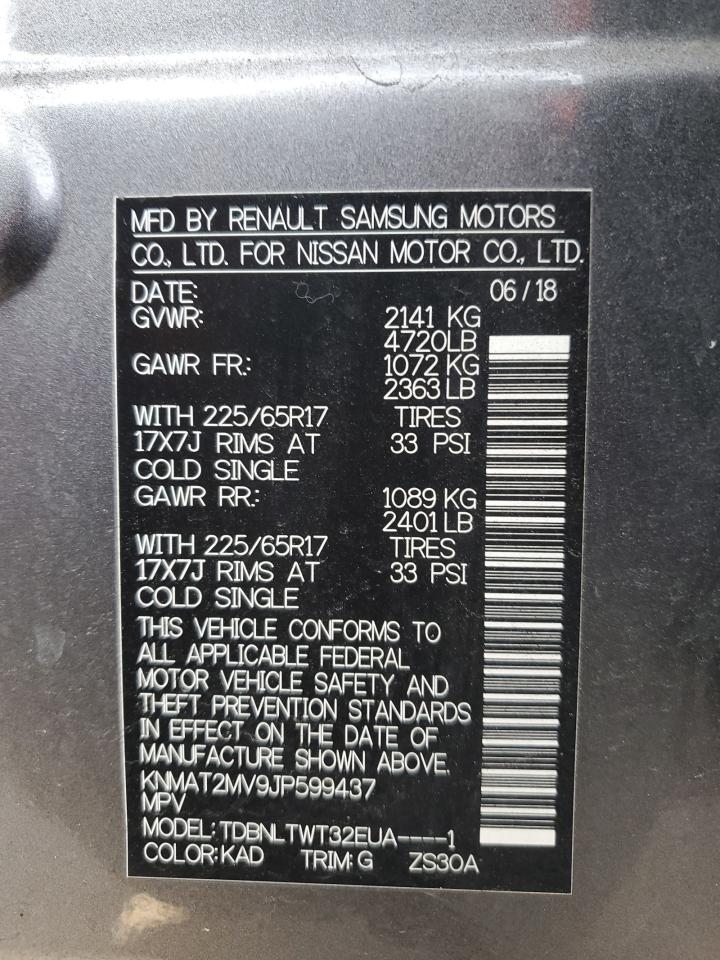 MFD BY RENAULT SAMSUNG MOTORS
CO., LTD. FOR NISSAN MOTOR CO., LTD.
DATE: 06 / 18
GVWR: 2141 KG
4720LB
GAWR FR.: 1072 KG
2363 LB
WITH 225/65R17 TIRES
17X7J RIMS AT 33 PSI
COLD SINGLE
GAWR RR.: 1089 KG
2401 LB
WITH 225/65R17 TIRES
17X7J RIMS AT 33 PSI
COLD SINGLE
THIS VEHICLE CONFORMS TO
ALL APPLICABLE FEDERAL
MOTOR VEHICLE SAFETY AND
THEFT PREVENTION STANDARDS
IN EFFECT ON THE DATE OF
MANUFACTURE SHOWN ABOVE.
KNMAT2MV9JP599437
MPV
MODEL: TDBNLTWT32EUA----1
COLOR: KAD TRIM: G ZS30A